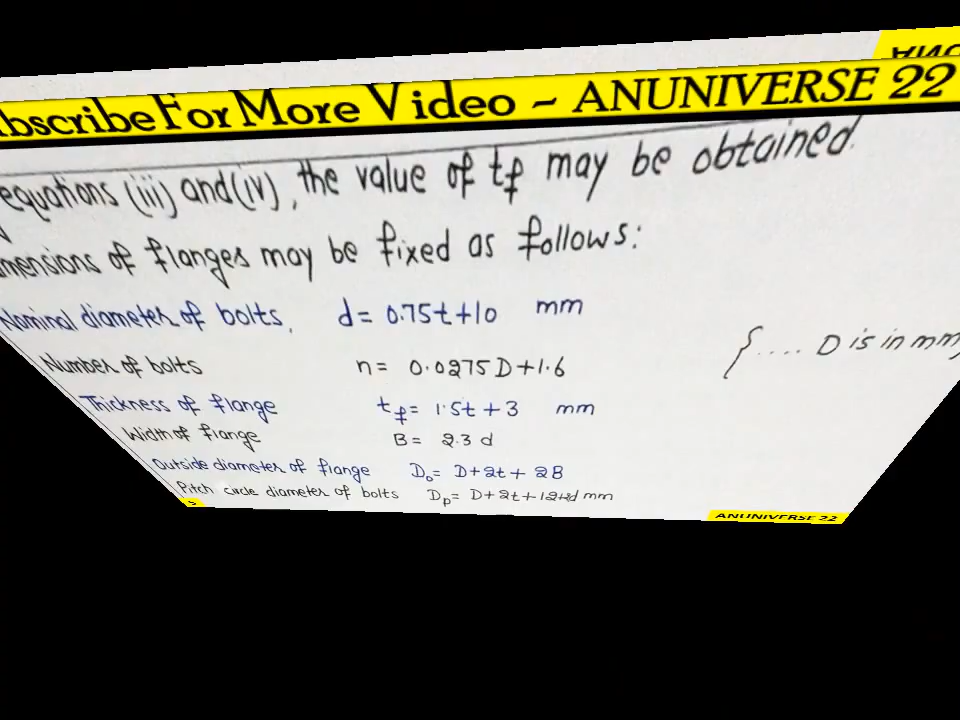 bscribe For More Video ~ ANUNIVERSE 22
equations (iii) and (iv), the value of tf may be obtained.
mensions of flanges may be fixed as follows:
Nominal diameter of bolts, d = 0.75t+10 mm
Number of bolts n = 0.0275 D+1.6 {.... D is in mm
Thickness of flange tf = 1.5t + 3 mm
Width of flange B = 2.3 d
Outside diameter of flange Do = D+2t + 2B
Pitch circle diameter of bolts Dp = D+2t+ mm
ANUNIVERSE 22